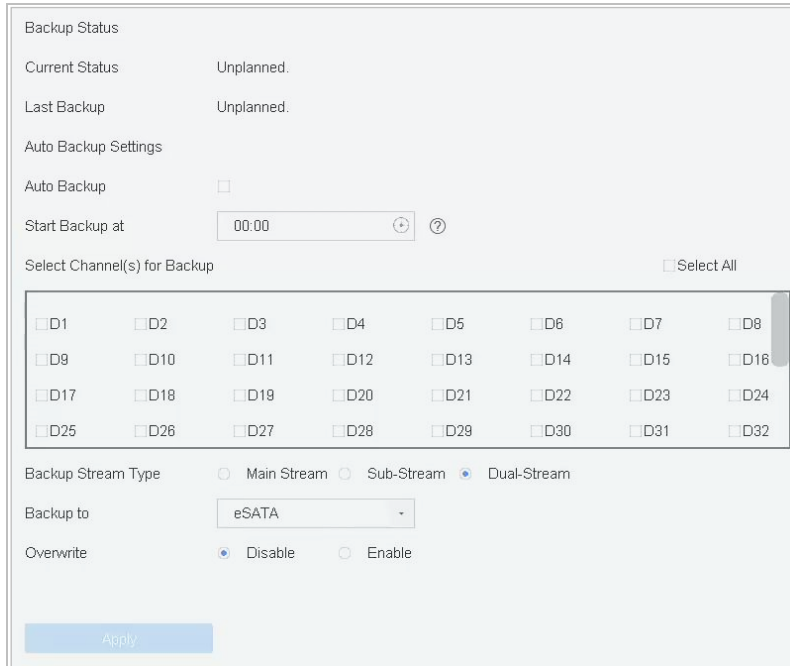 Backup Status
Current Status Unplanned.
Last Backup Unplanned.
Auto Backup Settings
Auto Backup
Start Backup at 00:00 ?
Select Channel(s) for Backup Select All
D1 D2 D3 D4 D5 D6 D7 D8
D9 D10 D11 D12 D13 D14 D15 D16
D17 D18 D19 D20 D21 D22 D23 D24
D25 D26 D27 D28 D29 D30 D31 D32
Backup Stream Type Main Stream Sub-Stream Dual-Stream
Backup to eSATA
Overwrite Disable Enable
Apply